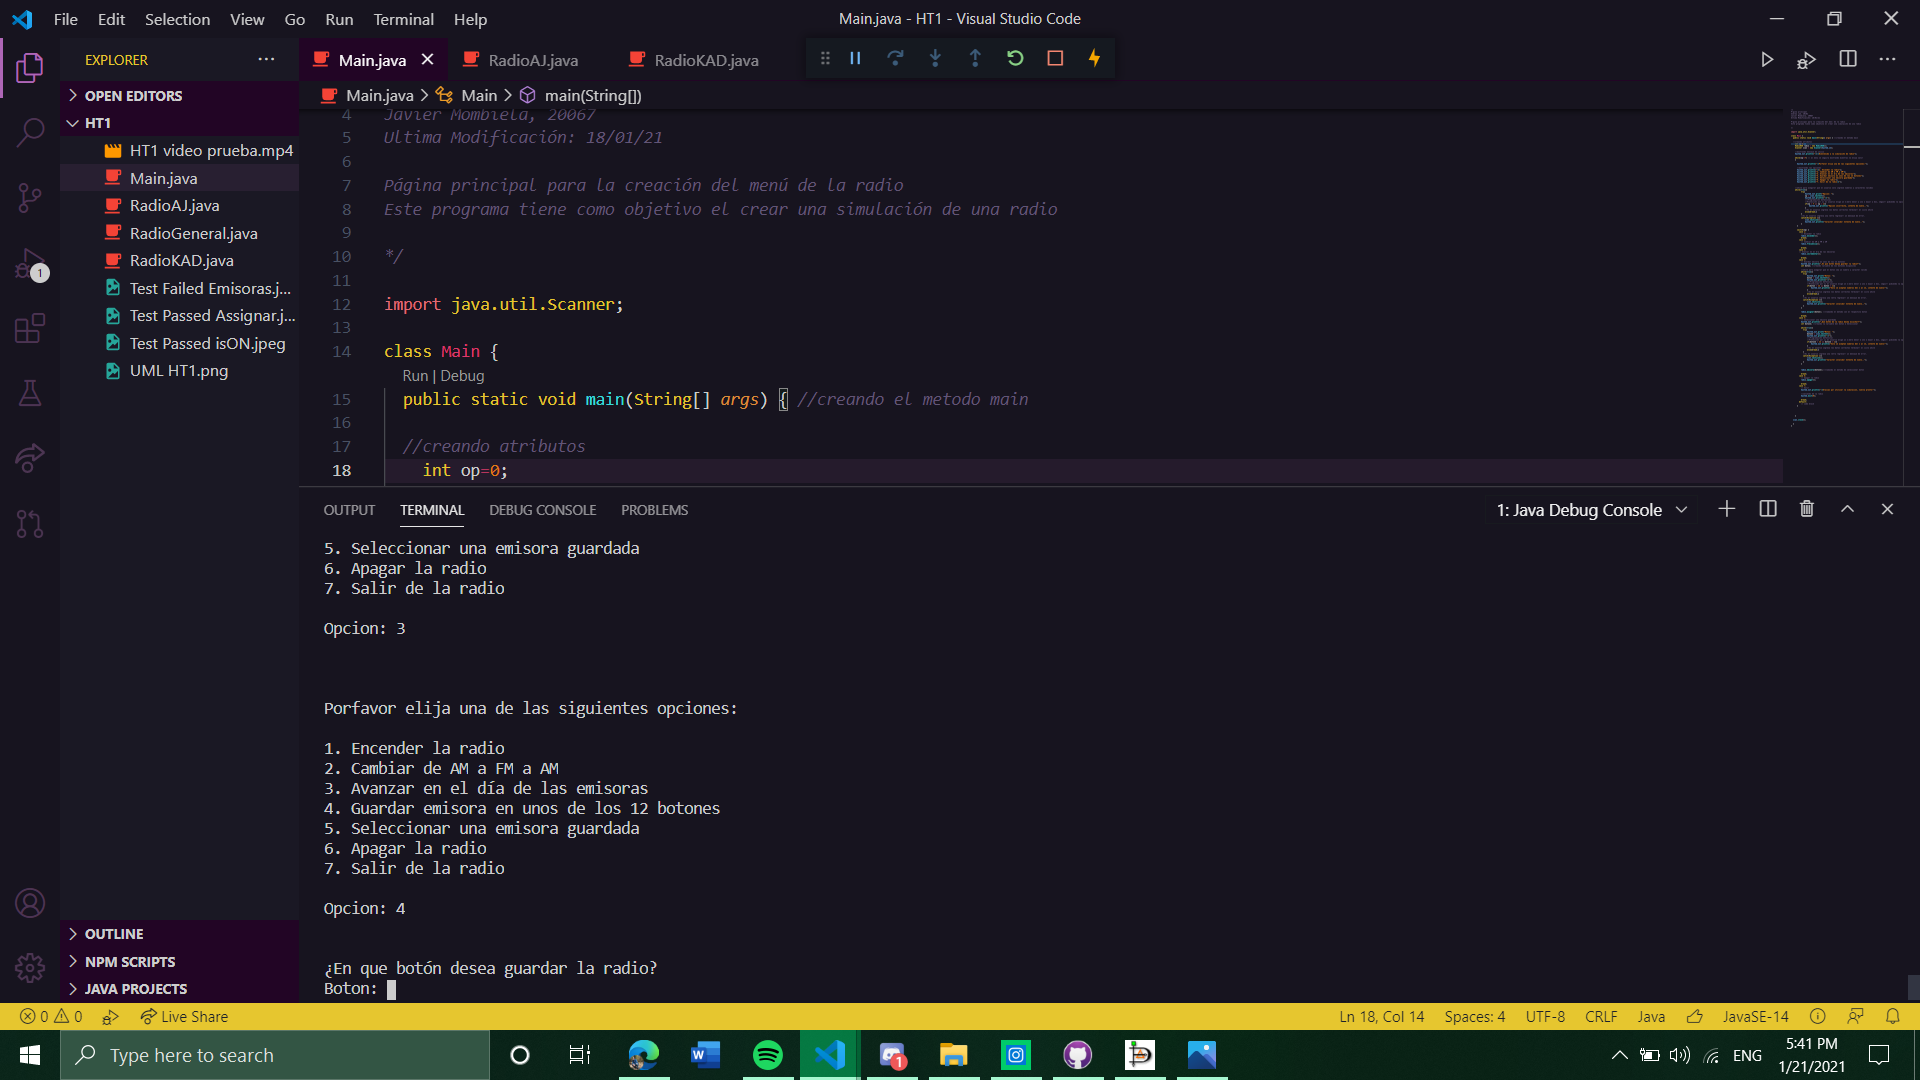 File Edit Selection View Go Run Terminal Help
Main.java - HT1 - Visual Studio Code
EXPLORER
OPEN EDITORS
HT1
HT1 video prueba.mp4
Main.java
RadioAJ.java
RadioGeneral.java
RadioKAD.java
Test Failed Emisoras.j...
Test Passed Assignar.j...
Test Passed isON.jpeg
UML HT1.png
OUTLINE
NPM SCRIPTS
JAVA PROJECTS
1
Main.java RadioAJ.java RadioKAD.java
Main.java > Main > main(String[])
4 Javier Mombiela, 20067
5 Ultima Modificación: 18/01/21
6
7 Página principal para la creación del menú de la radio
8 Este programa tiene como objetivo el crear una simulación de una radio
9
10 */
11
12 import java.util.Scanner;
13
14 class Main {
Run | Debug
15 public static void main(String[] args) { //creando el metodo main
16
17 //creando atributos
18 int op=0;
OUTPUT TERMINAL DEBUG CONSOLE PROBLEMS
1: Java Debug Console
5. Seleccionar una emisora guardada
6. Apagar la radio
7. Salir de la radio
Opcion: 3
Porfavor elija una de las siguientes opciones:
1. Encender la radio
2. Cambiar de AM a FM a AM
3. Avanzar en el día de las emisoras
4. Guardar emisora en unos de los 12 botones
5. Seleccionar una emisora guardada
6. Apagar la radio
7. Salir de la radio
Opcion: 4
¿En que botón desea guardar la radio?
Boton:
0 0 Live Share
Ln 18, Col 14 Spaces: 4 UTF-8 CRLF Java JavaSE-14
Type here to search
1
ENG
5:41 PM
1/21/2021